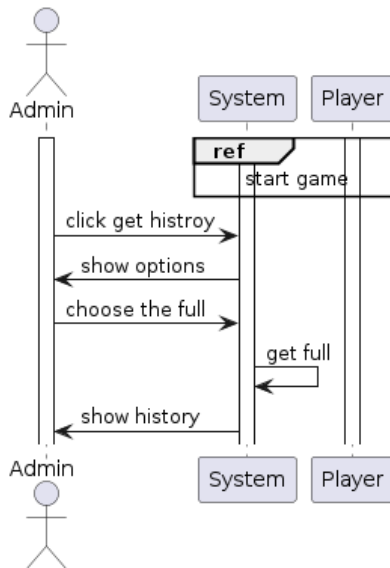 Admin
System
Player
ref
start game
click get histroy
show options
choose the full
get full
show history
Admin
System
Player